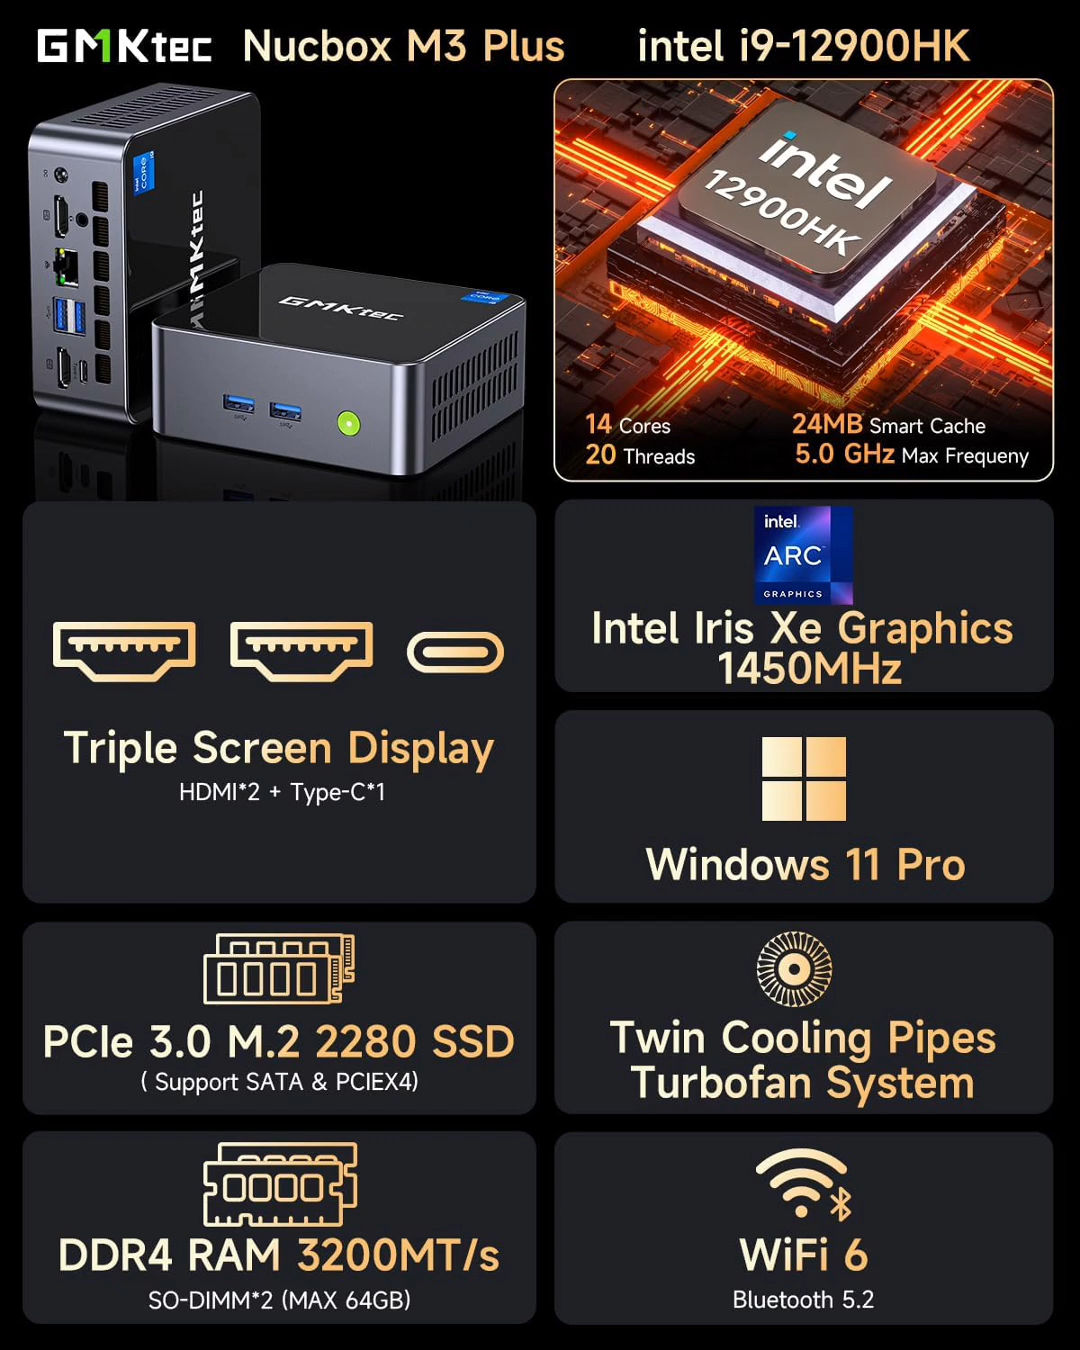 GMKtec Nucbox M3 Plus intel i9-12900HK
intel CORE i9
GMKtec
GMKtec
intel
12900HK
14 Cores
20 Threads
24MB Smart Cache
5.0 GHz Max Frequeny
Triple Screen Display
HDMI*2 + Type-C*1
intel.
ARC
GRAPHICS
Intel Iris Xe Graphics
1450MHz
Windows 11 Pro
PCIe 3.0 M.2 2280 SSD
( Support SATA & PCIEX4)
Twin Cooling Pipes
Turbofan System
DDR4 RAM 3200MT/s
SO-DIMM*2 (MAX 64GB)
WiFi 6
Bluetooth 5.2